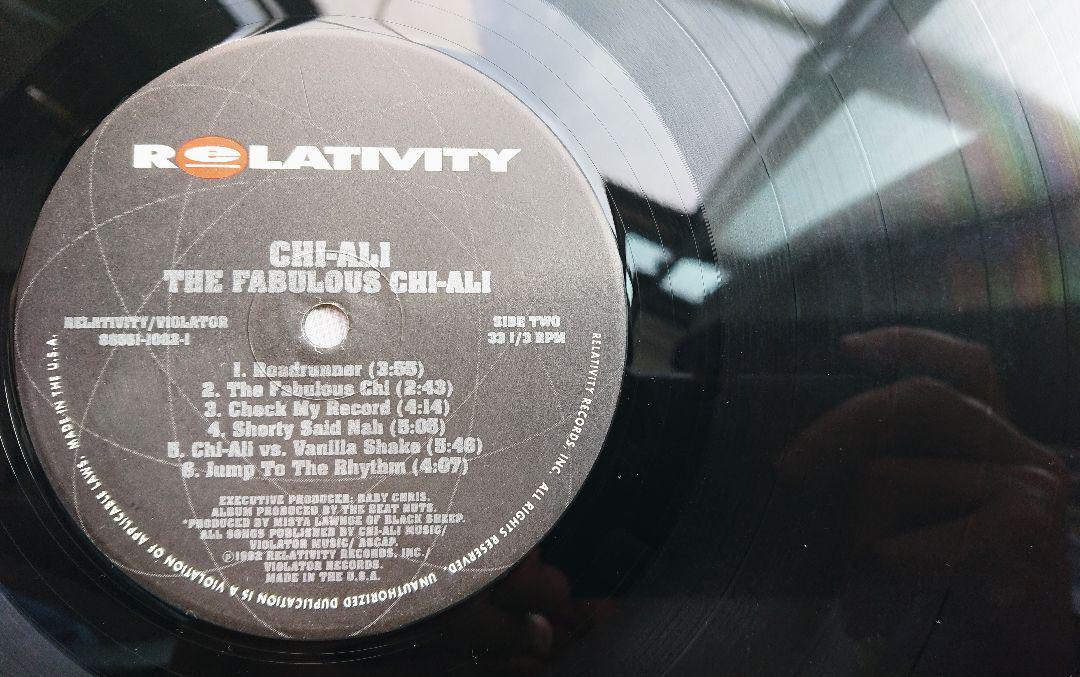 RELATIVITY
CHI-ALI
THE FABULOUS CHI-ALI
RELATIVITY/VIOLATOR
88561-1082-1
SIDE TWO
33 1/3 RPM
1. Roadrunner (3:55)
2. The Fabulous Chi (2:43)
3. Check My Record (4:14)
4. Shorty Said Nah (5:05)
5. Chi-Ali vs. Vanilla Shake (5:46)
6. Jump To The Rhythm (4:07)
EXECUTIVE PRODUCER: BABY CHRIS.
ALBUM PRODUCED BY THE BEAT NUTS.
*PRODUCED BY MISTA LAWNGE OF BLACK SHEEP.
ALL SONGS PUBLISHED BY CHI-ALI MUSIC/
VIOLATOR MUSIC/ASCAP.
Ⓟ©1992 RELATIVITY RECORDS, INC./
VIOLATOR RECORDS.
MADE IN THE U.S.A.
RELATIVITY RECORDS, INC. ALL RIGHTS RESERVED. UNAUTHORIZED DUPLICATION IS A VIOLATION OF APPLICABLE LAWS. MADE IN THE U.S.A.